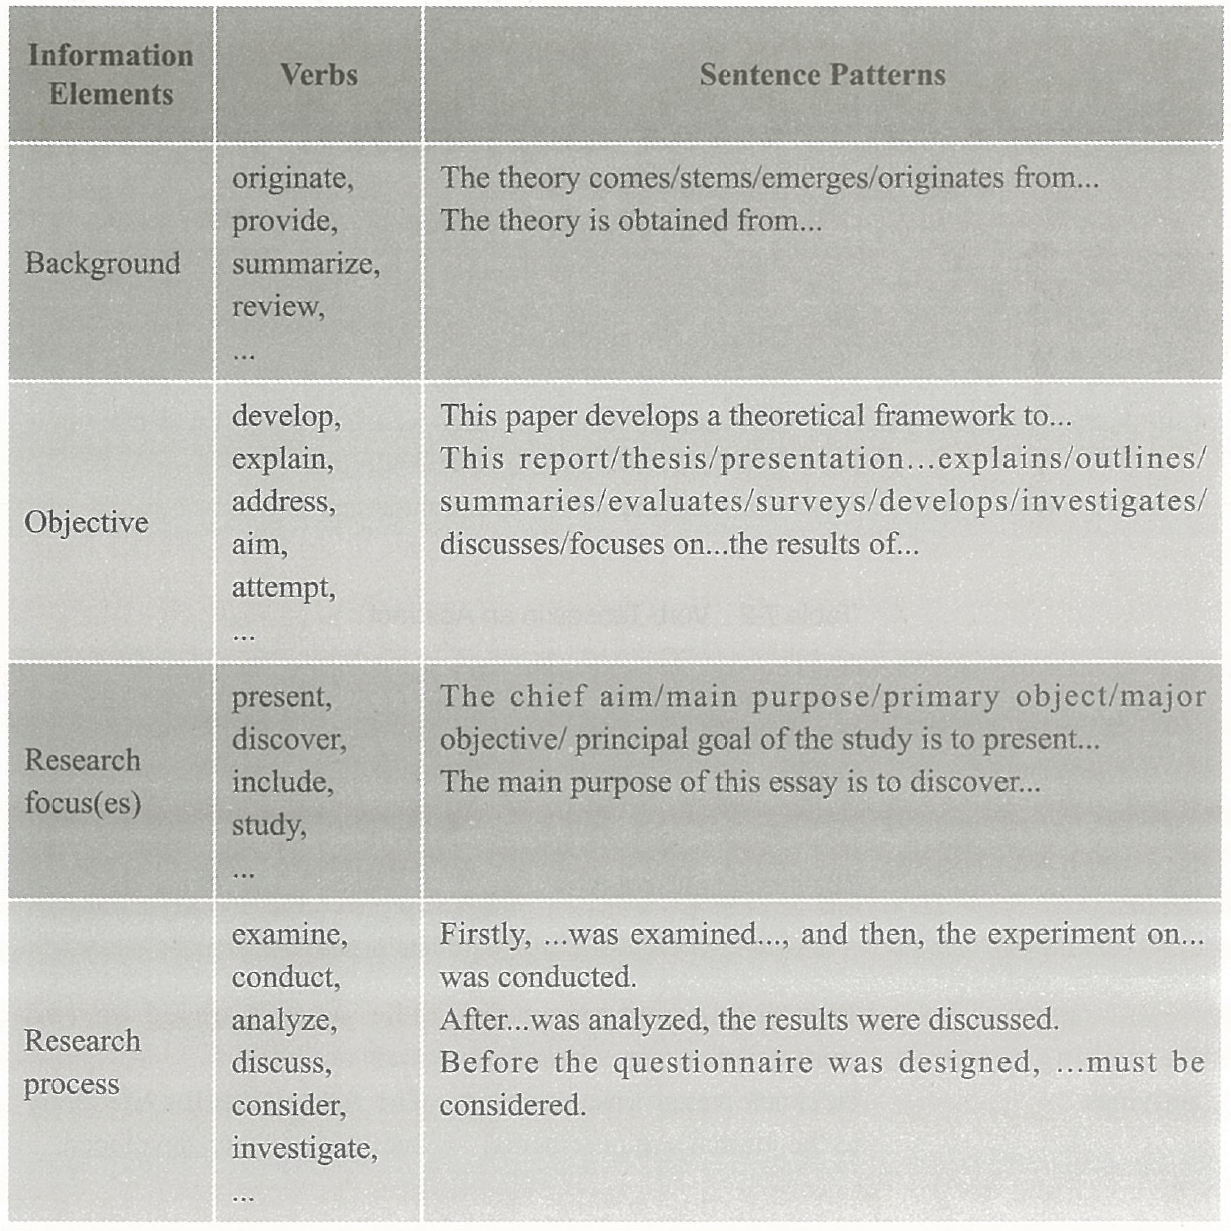 Information
Elements
Verbs
Sentence Patterns
Background
originate,
provide,
summarize,
review,
...
The theory comes/stems/emerges/originates from...
The theory is obtained from...
Objective
develop,
explain,
address,
aim,
attempt,
...
This paper develops a theoretical framework to...
This report/thesis/presentation...explains/outlines/
summaries/evaluates/surveys/develops/investigates/
discusses/focuses on...the results of...
Research
focus(es)
present,
discover,
include,
study,
...
The chief aim/main purpose/primary object/major
objective/ principal goal of the study is to present...
The main purpose of this essay is to discover...
Research
process
examine,
conduct,
analyze,
discuss,
consider,
investigate,
...
Firstly, ...was examined..., and then, the experiment on...
was conducted.
After...was analyzed, the results were discussed.
Before the questionnaire was designed, ...must be
considered.